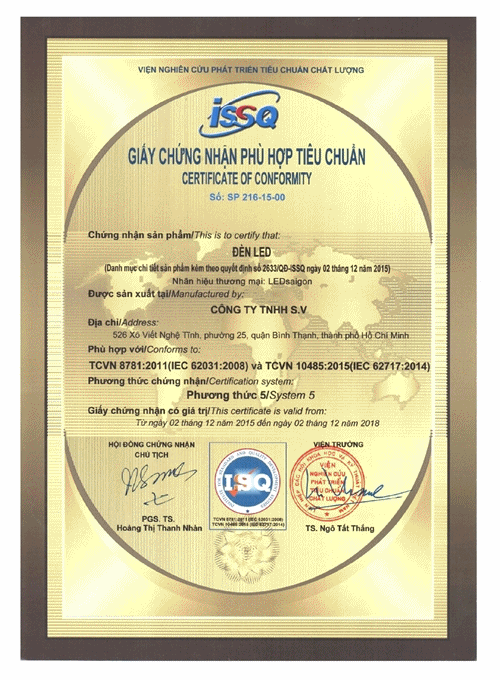 VIỆN NGHIÊN CỨU PHÁT TRIỂN TIÊU CHUẨN CHẤT LƯỢNG
ISSQ
GIẤY CHỨNG NHẬN PHÙ HỢP TIÊU CHUẨN
CERTIFICATE OF CONFORMITY
Số: SP 216-15-00
Chứng nhận sản phẩm/This is to certify that:
ĐÈN LED
(Danh mục chi tiết sản phẩm kèm theo quyết định số 2633/QĐ-ISSQ ngày 02 tháng 12 năm 2015)
Nhãn hiệu thương mại: LEDsaigon
Được sản xuất tại/Manufactured by:
CÔNG TY TNHH S.V
Địa chỉ/Address:
526 Xô Viết Nghệ Tĩnh, phường 25, quận Bình Thạnh, thành phố Hồ Chí Minh
Phù hợp với/Conforms to:
TCVN 8781:2011(IEC 62031:2008) và TCVN 10485:2015(IEC 62717:2014)
Phương thức chứng nhận/Certification system:
Phương thức 5/System 5
Giấy chứng nhận có giá trị/This certificate is valid from:
Từ ngày 02 tháng 12 năm 2015 đến ngày 02 tháng 12 năm 2018
HỘI ĐỒNG CHỨNG NHẬN
CHỦ TỊCH
VIỆN TRƯỞNG
ISSQ
TCVN 8781:2011(IEC 62031:2008)
TCVN 10485:2015(IEC 62717:2014)
VIỆN
NGHIÊN CỨU
PHÁT TRIỂN
TIÊU CHUẨN
CHẤT LƯỢNG
PGS. TS.
Hoàng Thị Thanh Nhàn
TS. Ngô Tất Thắng